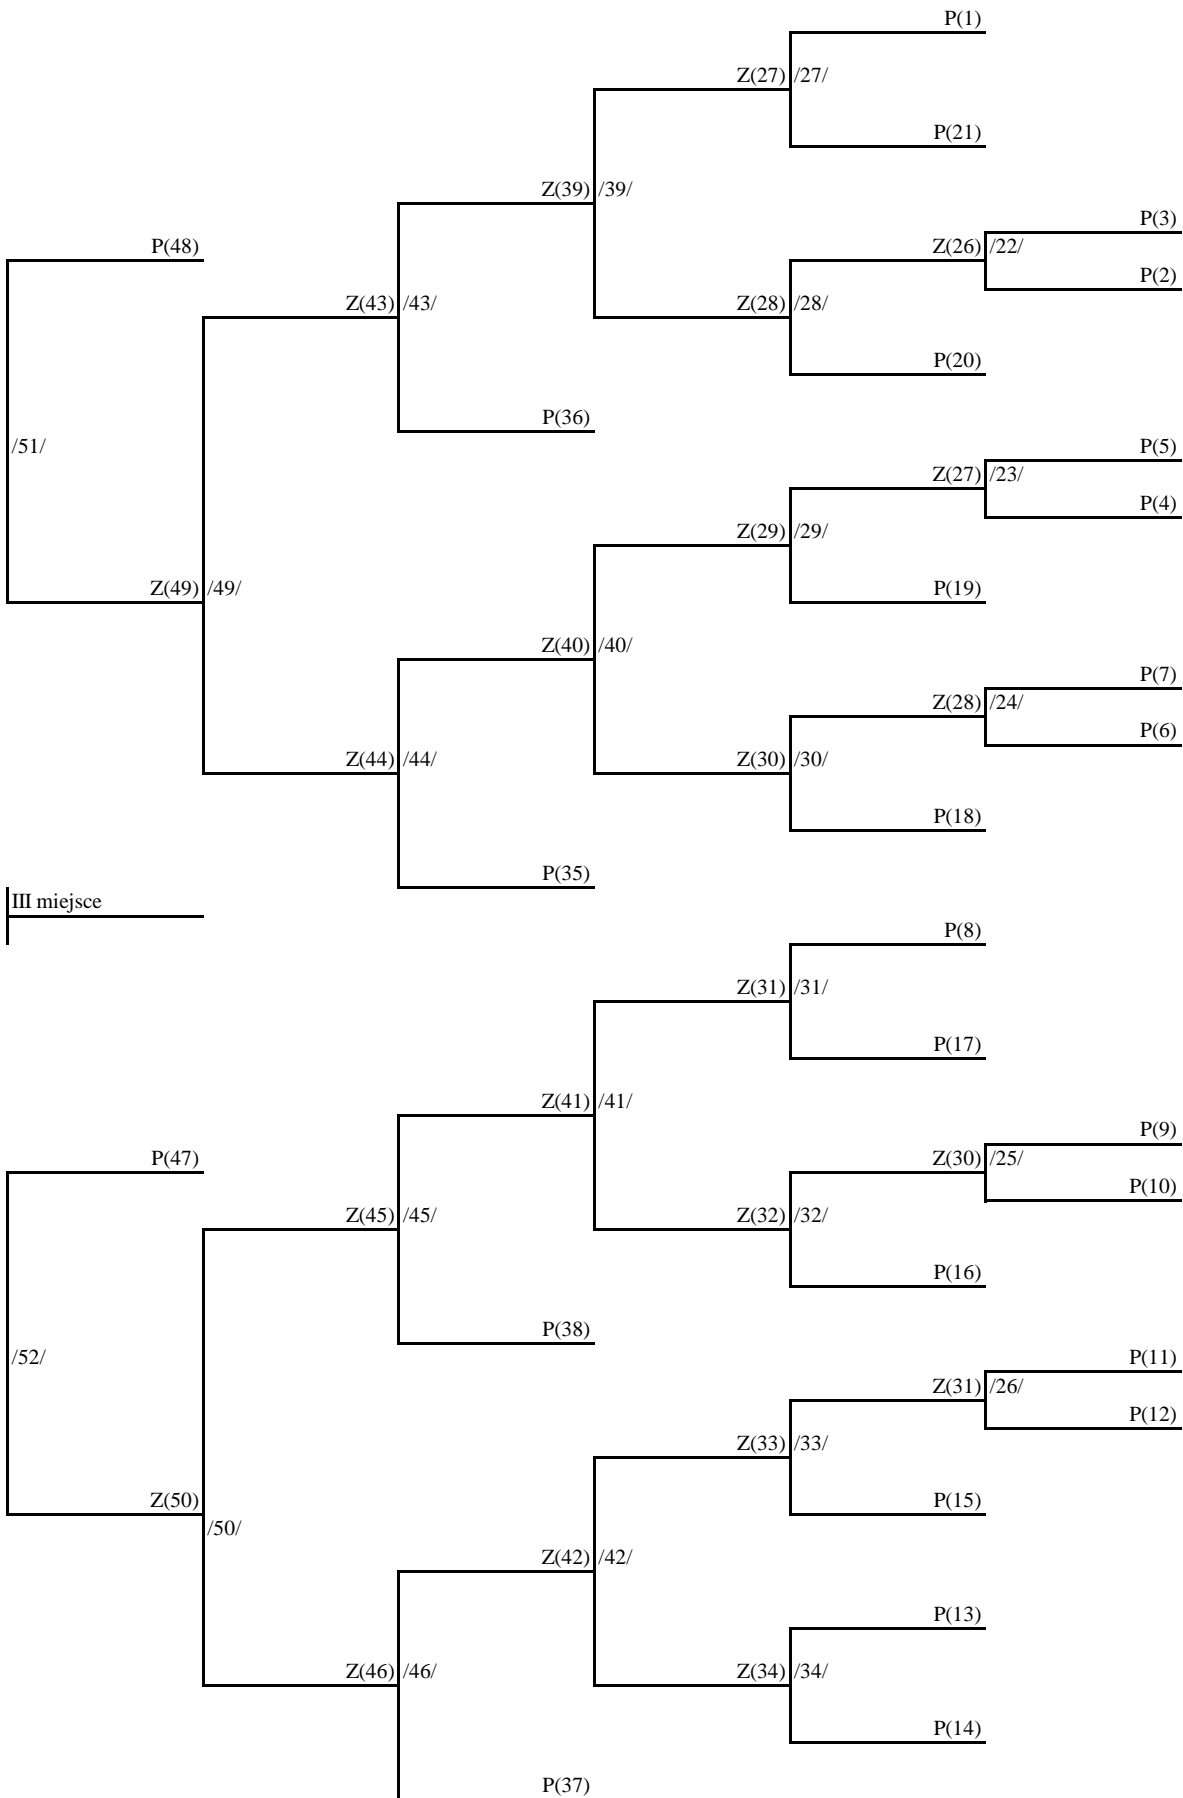 P(1)
Z(27) /27/
P(21)
Z(39) /39/
P(3)
P(48)
Z(26) /22/
P(2)
Z(43) /43/
Z(28) /28/
P(20)
P(36)
/51/
P(5)
Z(27) /23/
P(4)
Z(29) /29/
Z(49) /49/
P(19)
Z(40) /40/
P(7)
Z(28) /24/
P(6)
Z(44) /44/
Z(30) /30/
P(18)
P(35)
III miejsce
P(8)
Z(31) /31/
P(17)
Z(41) /41/
P(9)
P(47)
Z(30) /25/
P(10)
Z(45) /45/
Z(32) /32/
P(16)
P(38)
/52/
P(11)
Z(31) /26/
P(12)
Z(33) /33/
Z(50)
P(15)
/50/
Z(42) /42/
P(13)
Z(46) /46/
Z(34) /34/
P(14)
P(37)